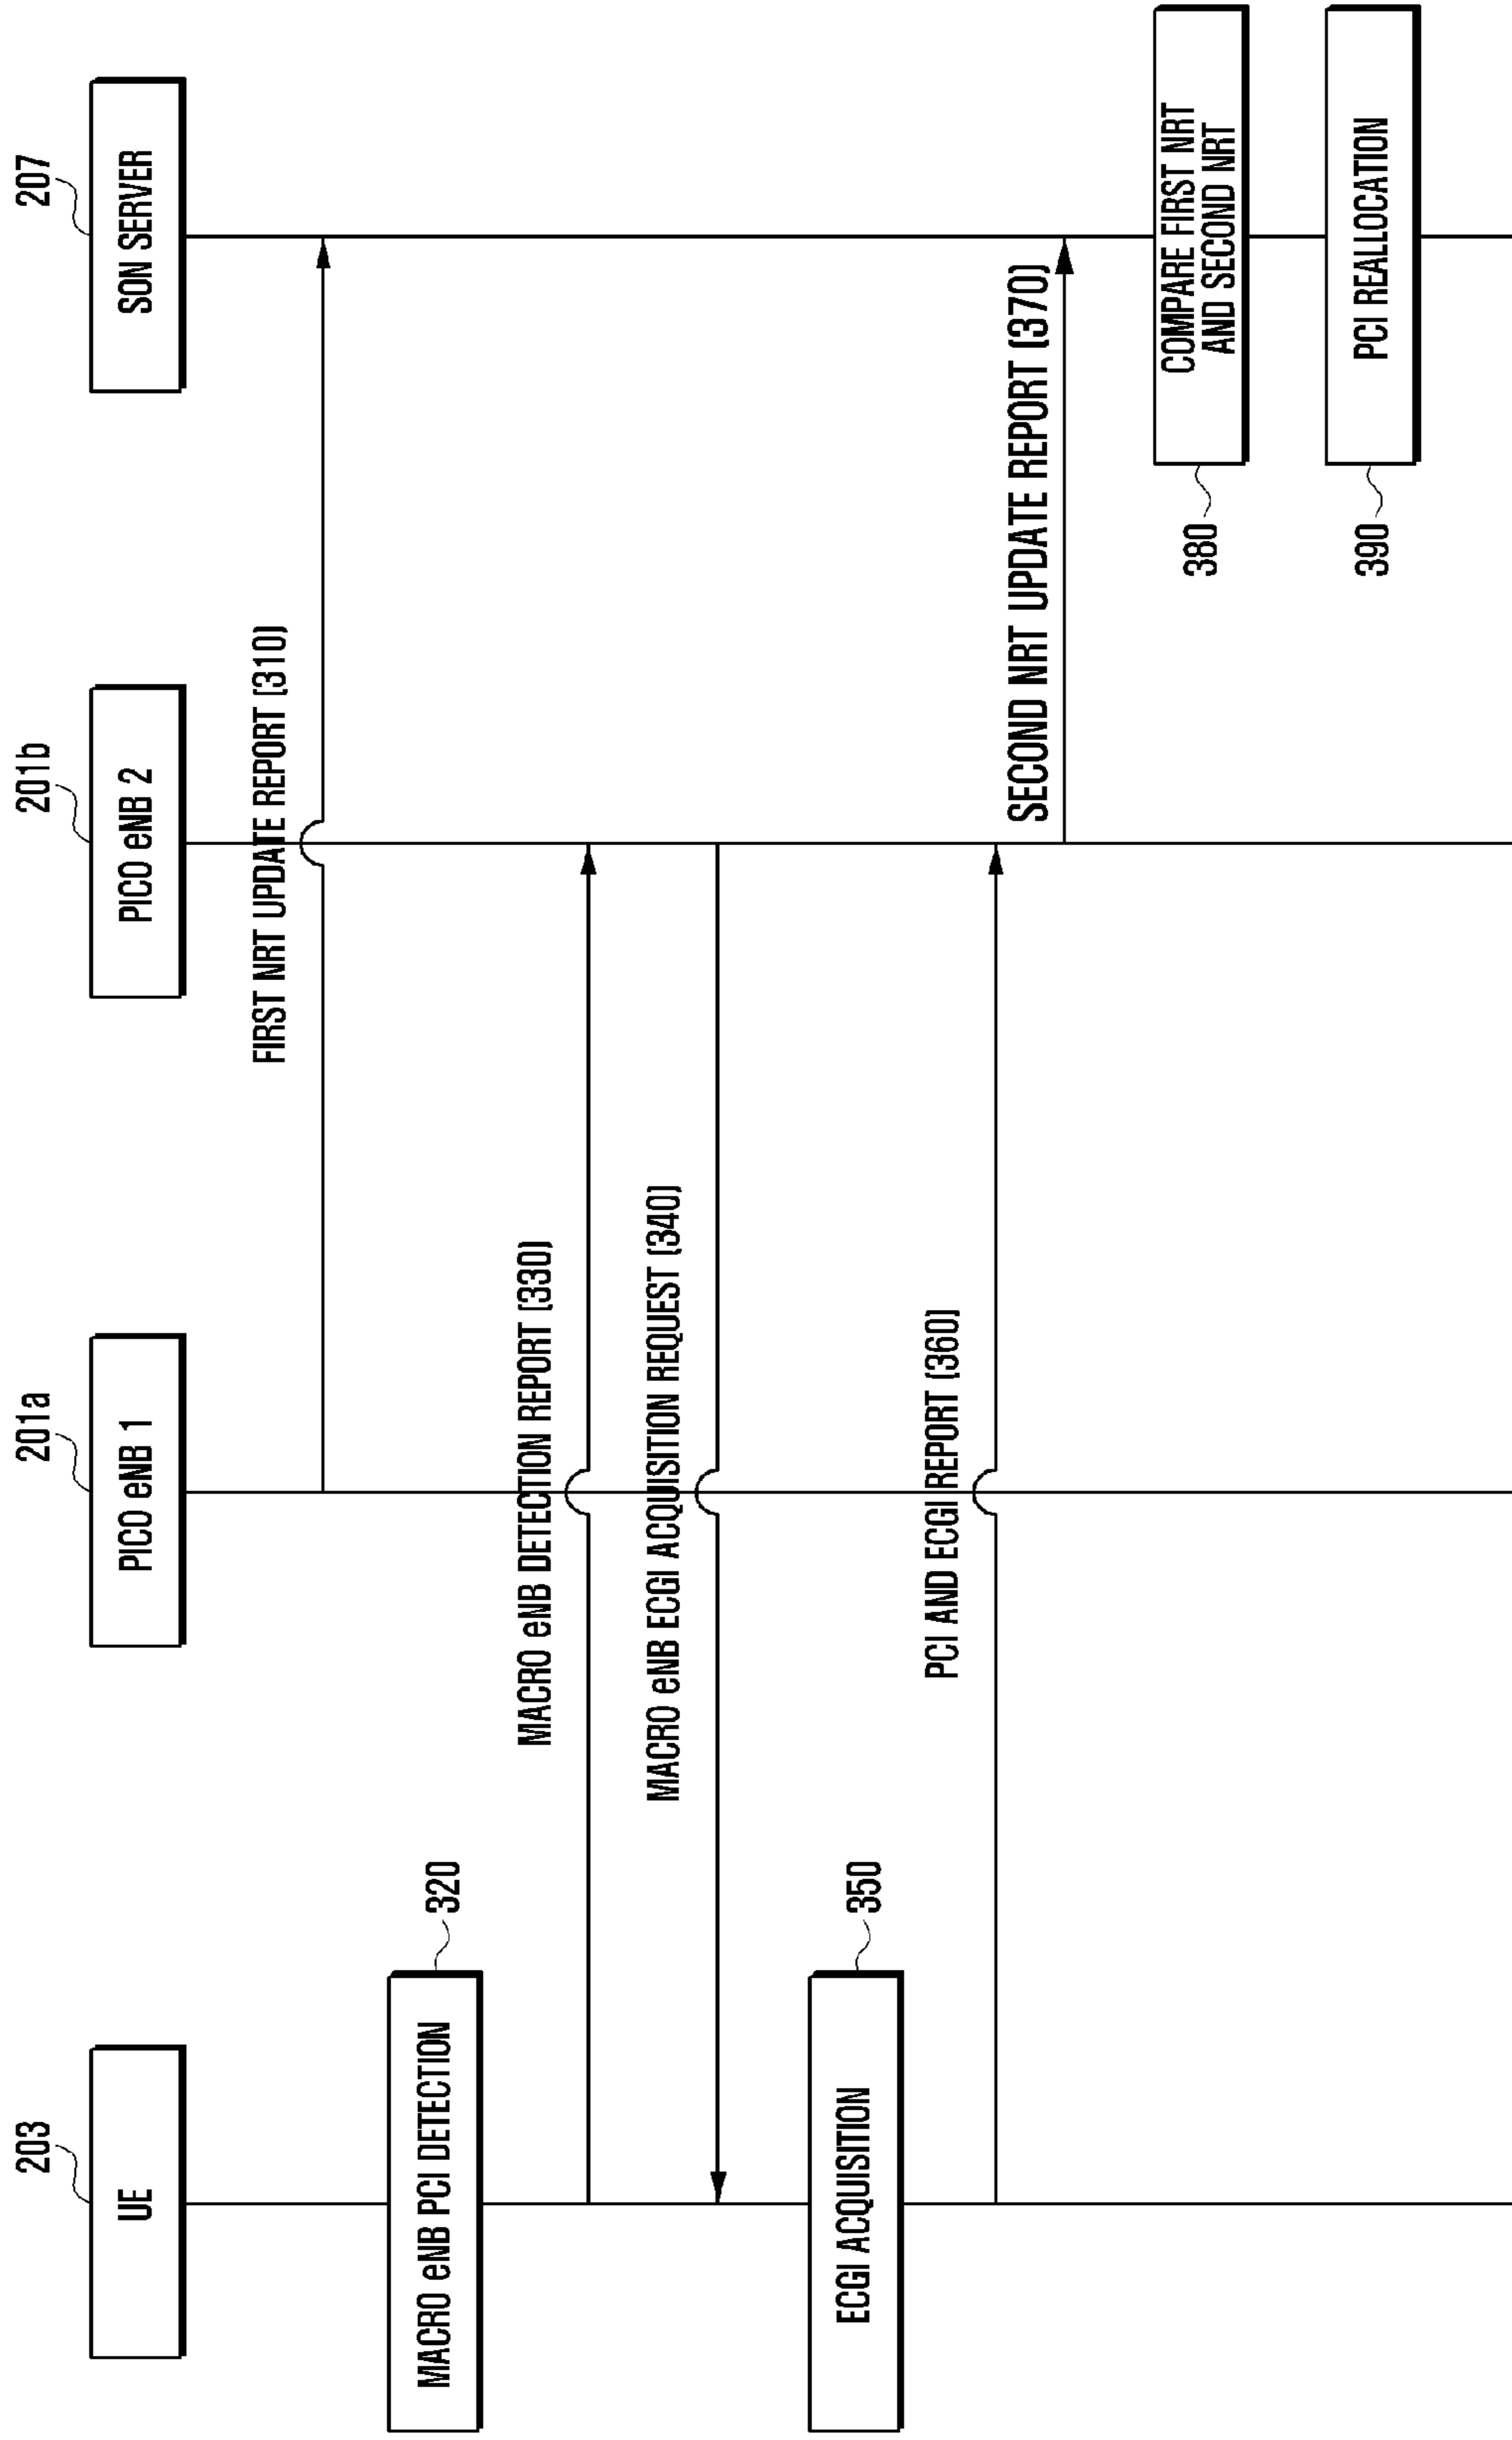 203
UE
201a
PICO eNB 1
201b
PICO eNB 2
207
SON SERVER
FIRST NRT UPDATE REPORT (310)
MACRO eNB PCI DETECTION
320
MACRO eNB DETECTION REPORT (330)
MACRO eNB ECGI ACQUISITION REQUEST (340)
ECGI ACQUISITION
350
PCI AND ECGI REPORT (360)
SECOND NRT UPDATE REPORT (370)
380
COMPARE FIRST NRT
AND SECOND NRT
390
PCI REALLOCATION